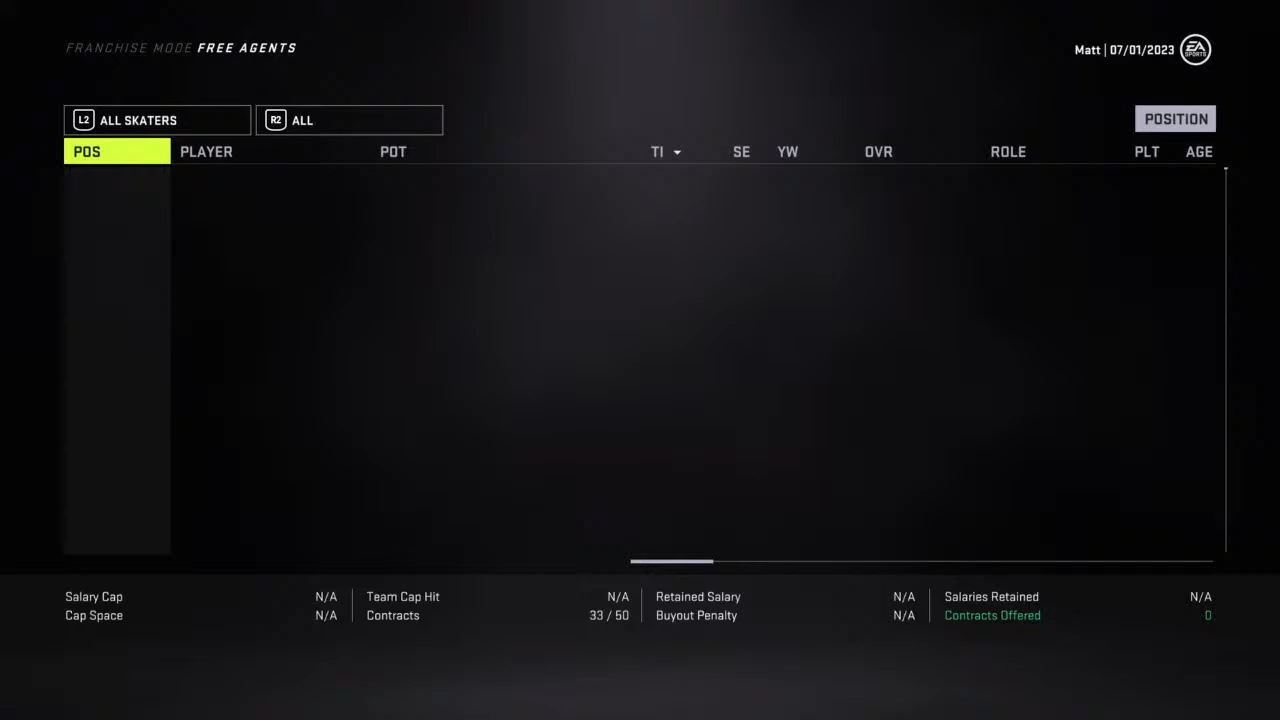 FRANCHISE MODE FREE AGENTS
Matt | 07/01/2023 EA SPORTS
L2 ALL SKATERS R2 ALL POSITION
POS PLAYER POT TI SE YW OVR ROLE PLT AGE
Salary Cap N/A Team Cap Hit N/A Retained Salary N/A Salaries Retained N/A
Cap Space N/A Contracts 33 / 50 Buyout Penalty N/A Contracts Offered 0